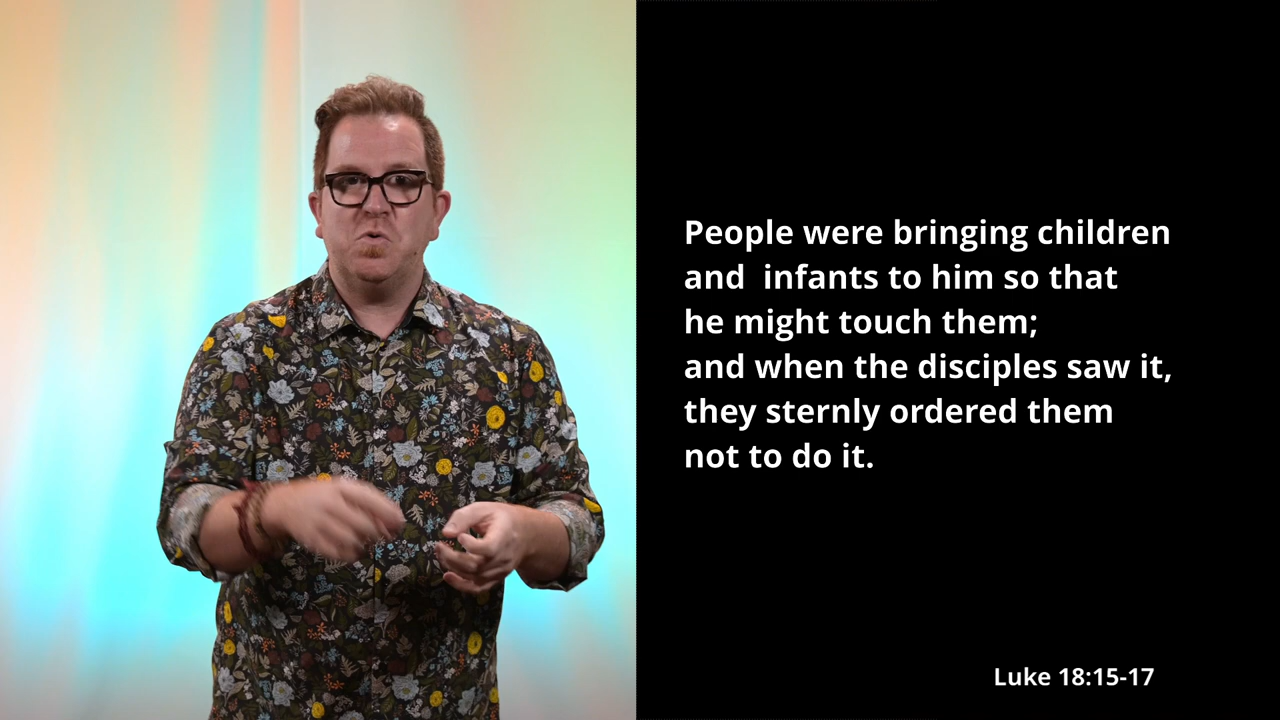 People were bringing children
and  infants to him so that
he might touch them;
and when the disciples saw it,
they sternly ordered them
not to do it.
Luke 18:15-17